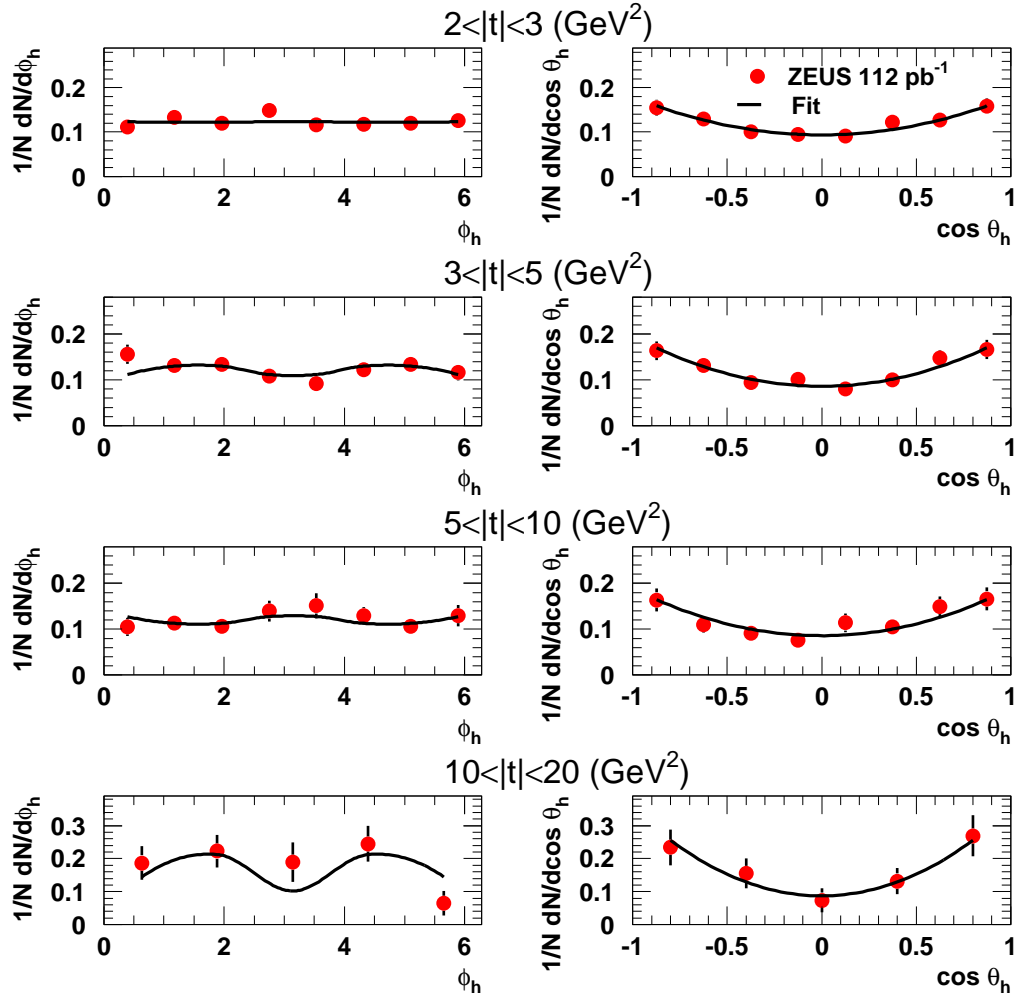 2<|t|<3 (GeV²)
1/N dN/dϕh
0.2
0.1
0
0 2 4 6
ϕh
1/N dN/dcos θh
0.2
0.1
0
ZEUS 112 pb⁻¹
Fit
-1 -0.5 0 0.5 1
cos θh
3<|t|<5 (GeV²)
1/N dN/dϕh
0.2
0.1
0
0 2 4 6
ϕh
1/N dN/dcos θh
0.2
0.1
0
-1 -0.5 0 0.5 1
cos θh
5<|t|<10 (GeV²)
1/N dN/dϕh
0.2
0.1
0
0 2 4 6
ϕh
1/N dN/dcos θh
0.2
0.1
0
-1 -0.5 0 0.5 1
cos θh
10<|t|<20 (GeV²)
1/N dN/dϕh
0.3
0.2
0.1
0
0 2 4 6
ϕh
1/N dN/dcos θh
0.3
0.2
0.1
0
-1 -0.5 0 0.5 1
cos θh